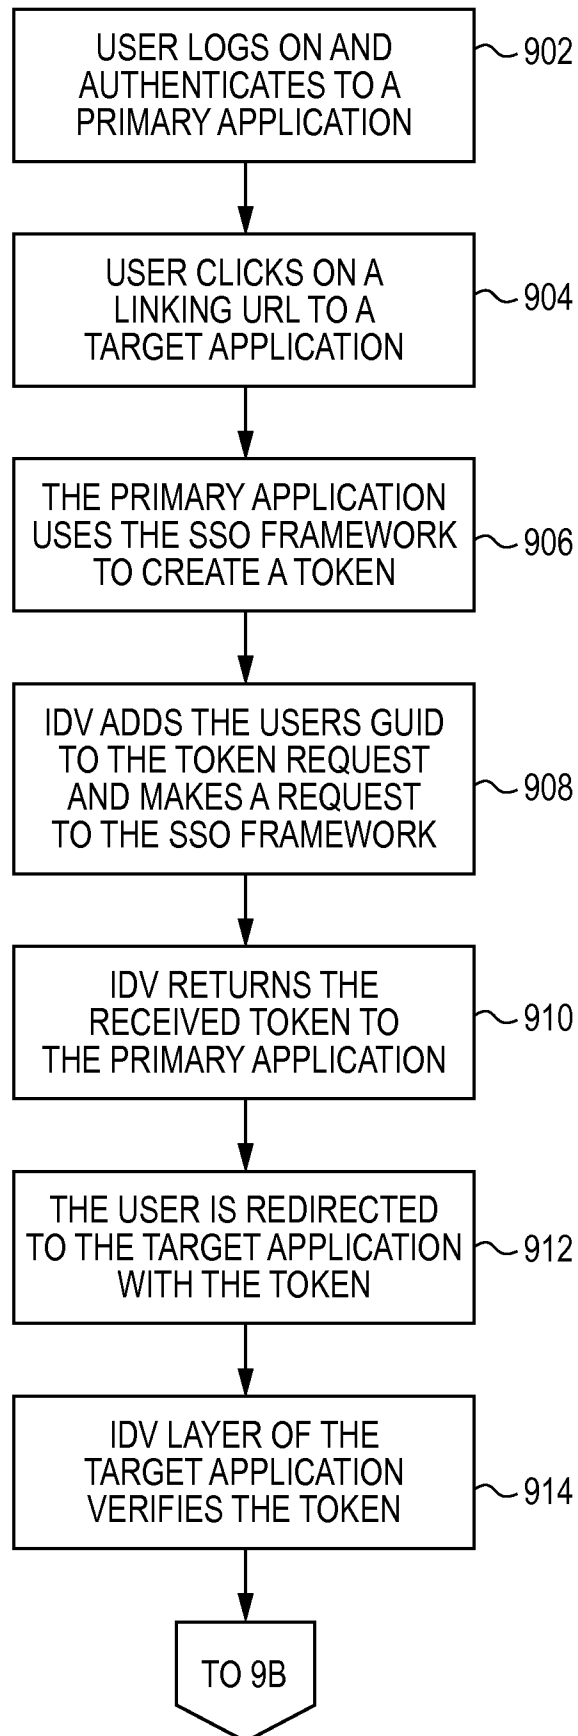 USER LOGS ON AND
AUTHENTICATES TO A
PRIMARY APPLICATION
902
USER CLICKS ON A
LINKING URL TO A
TARGET APPLICATION
904
THE PRIMARY APPLICATION
USES THE SSO FRAMEWORK
TO CREATE A TOKEN
906
IDV ADDS THE USERS GUID
TO THE TOKEN REQUEST
AND MAKES A REQUEST
TO THE SSO FRAMEWORK
908
IDV RETURNS THE
RECEIVED TOKEN TO
THE PRIMARY APPLICATION
910
THE USER IS REDIRECTED
TO THE TARGET APPLICATION
WITH THE TOKEN
912
IDV LAYER OF THE
TARGET APPLICATION
VERIFIES THE TOKEN
914
TO 9B